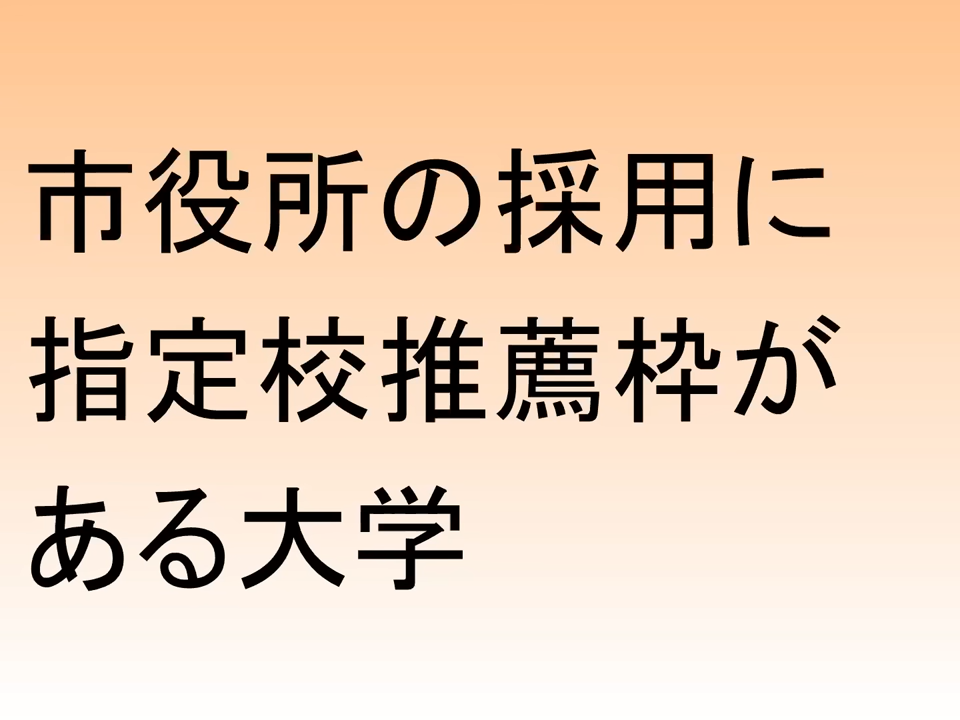 市役所の採用に
指定校推薦枠が
ある大学